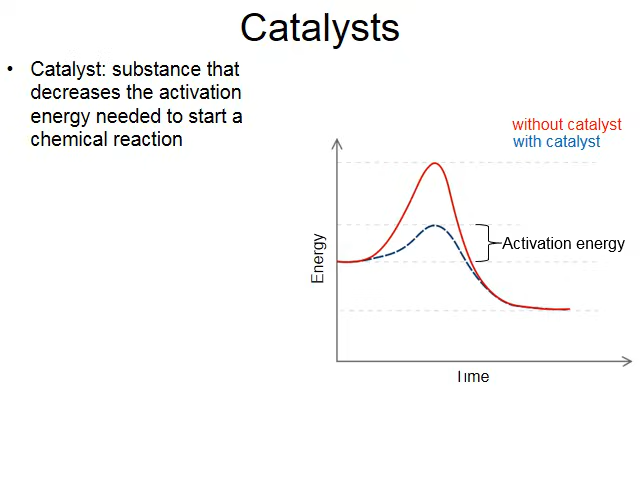 Catalysts
• Catalyst: substance that
decreases the activation
energy needed to start a
chemical reaction
without catalyst
with catalyst
Activation energy
Energy
Time